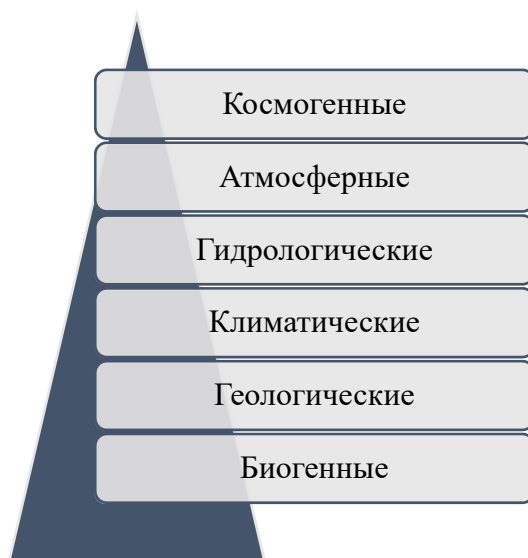 Космогенные
Атмосферные
Гидрологические
Климатические
Геологические
Биогенные